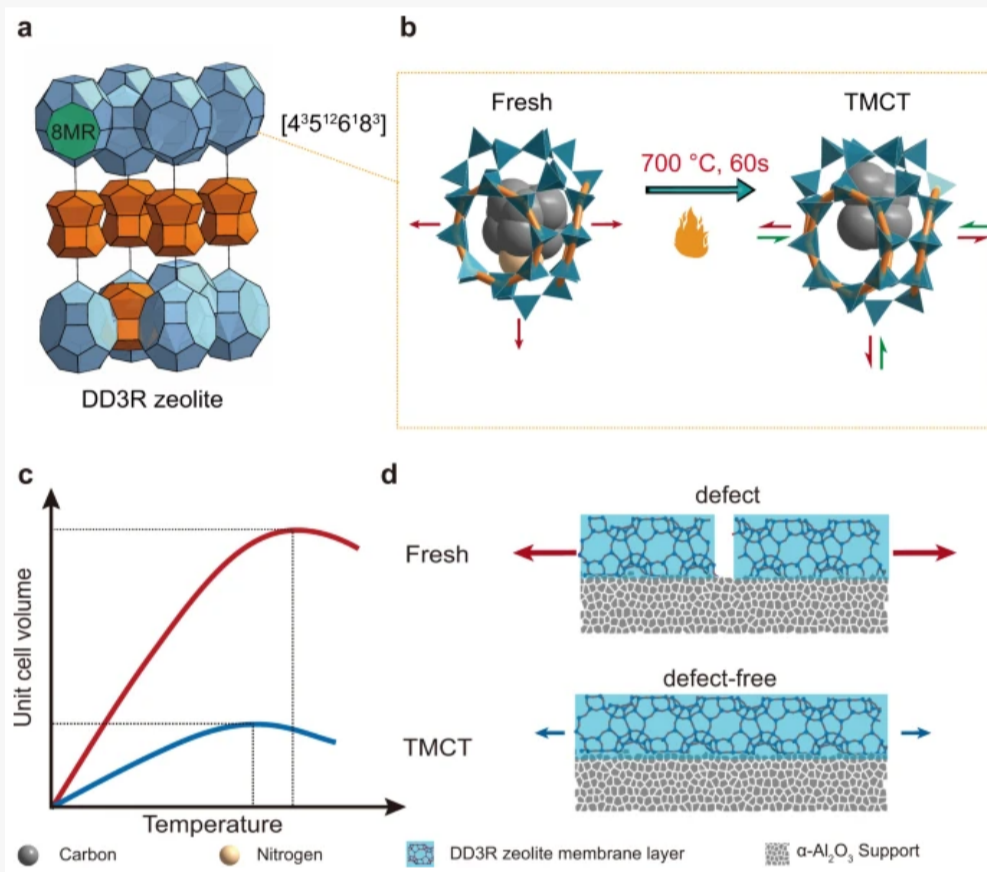 a
8MR
[4³5¹²6¹8³]
DD3R zeolite
b
Fresh
700 °C, 60s
TMCT
c
Unit cell volume
Temperature
d
defect
Fresh
defect-free
TMCT
Carbon
Nitrogen
DD3R zeolite membrane layer
α-Al₂O₃ Support